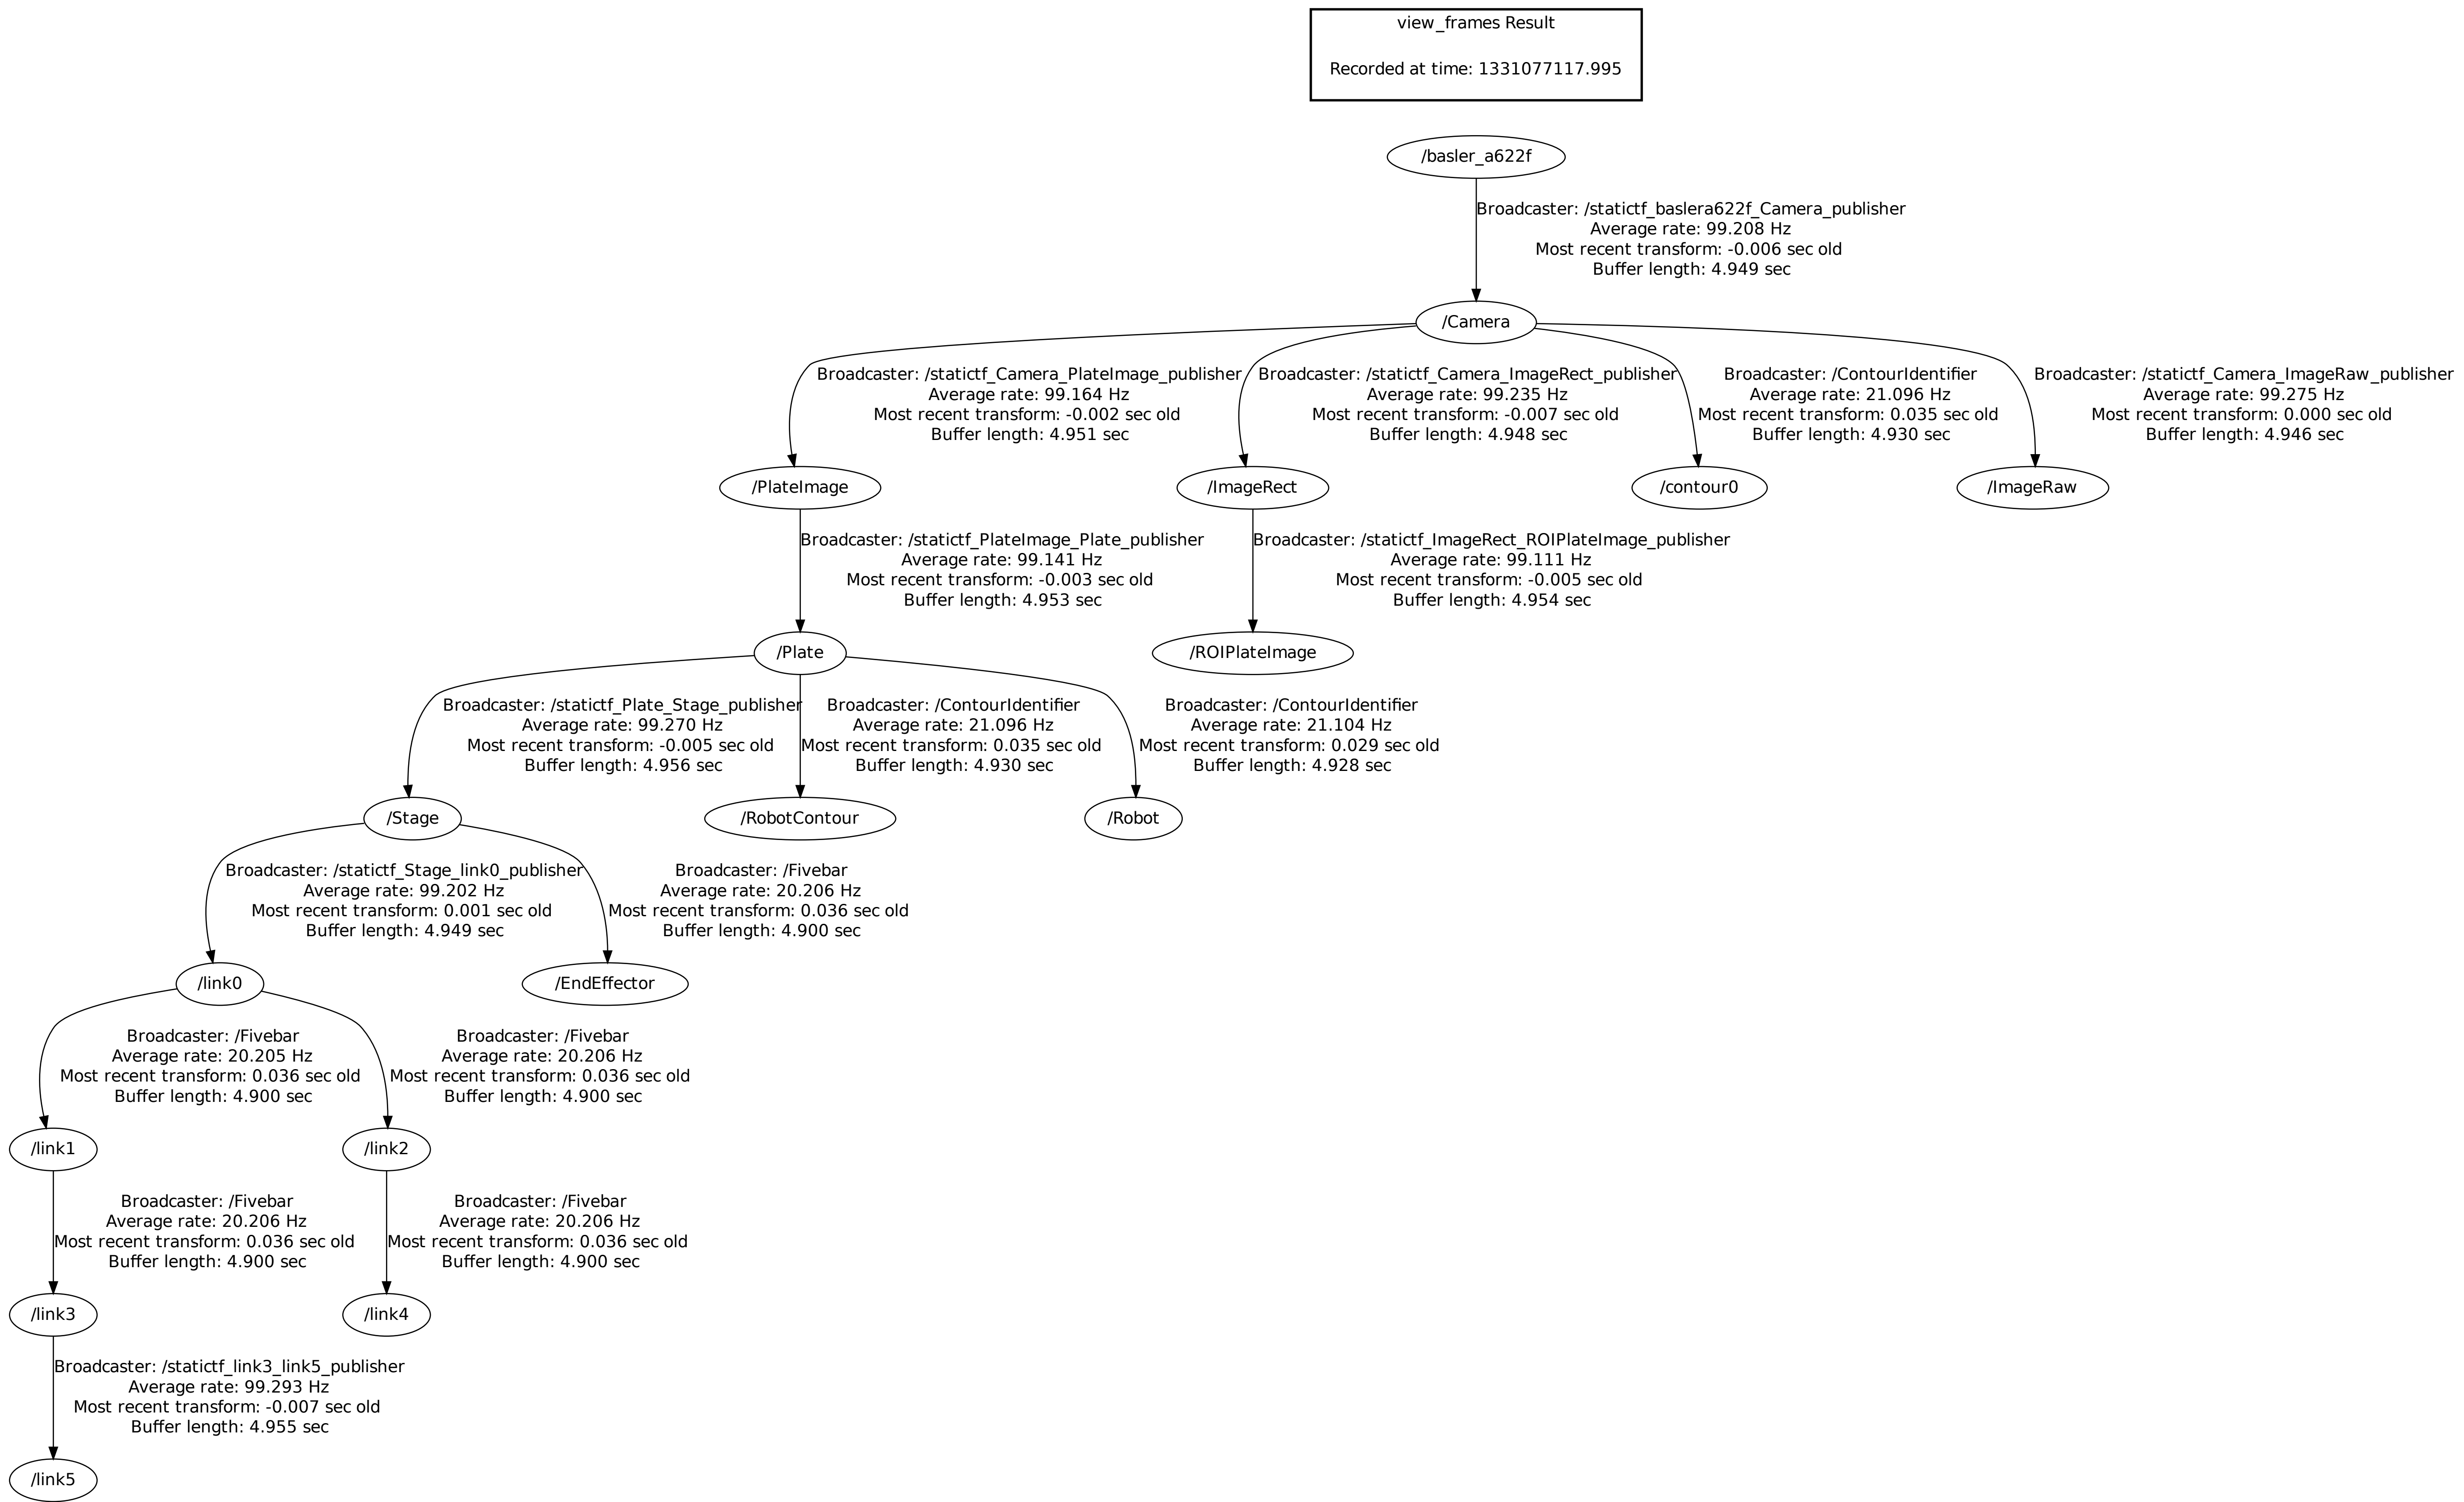 view_frames Result
Recorded at time: 1331077117.995
/basler_a622f
Broadcaster: /statictf_baslera622f_Camera_publisher
Average rate: 99.208 Hz
Most recent transform: -0.006 sec old
Buffer length: 4.949 sec
/Camera
Broadcaster: /statictf_Camera_PlateImage_publisher
Average rate: 99.164 Hz
Most recent transform: -0.002 sec old
Buffer length: 4.951 sec
Broadcaster: /statictf_Camera_ImageRect_publisher
Average rate: 99.235 Hz
Most recent transform: -0.007 sec old
Buffer length: 4.948 sec
Broadcaster: /ContourIdentifier
Average rate: 21.096 Hz
Most recent transform: 0.035 sec old
Buffer length: 4.930 sec
Broadcaster: /statictf_Camera_ImageRaw_publisher
Average rate: 99.275 Hz
Most recent transform: 0.000 sec old
Buffer length: 4.946 sec
/PlateImage
/ImageRect
/contour0
/ImageRaw
Broadcaster: /statictf_PlateImage_Plate_publisher
Average rate: 99.141 Hz
Most recent transform: -0.003 sec old
Buffer length: 4.953 sec
Broadcaster: /statictf_ImageRect_ROIPlateImage_publisher
Average rate: 99.111 Hz
Most recent transform: -0.005 sec old
Buffer length: 4.954 sec
/Plate
/ROIPlateImage
Broadcaster: /statictf_Plate_Stage_publisher
Average rate: 99.270 Hz
Most recent transform: -0.005 sec old
Buffer length: 4.956 sec
Broadcaster: /ContourIdentifier
Average rate: 21.096 Hz
Most recent transform: 0.035 sec old
Buffer length: 4.930 sec
Broadcaster: /ContourIdentifier
Average rate: 21.104 Hz
Most recent transform: 0.029 sec old
Buffer length: 4.928 sec
/Stage
/RobotContour
/Robot
Broadcaster: /statictf_Stage_link0_publisher
Average rate: 99.202 Hz
Most recent transform: 0.001 sec old
Buffer length: 4.949 sec
Broadcaster: /Fivebar
Average rate: 20.206 Hz
Most recent transform: 0.036 sec old
Buffer length: 4.900 sec
/link0
/EndEffector
Broadcaster: /Fivebar
Average rate: 20.205 Hz
Most recent transform: 0.036 sec old
Buffer length: 4.900 sec
Broadcaster: /Fivebar
Average rate: 20.206 Hz
Most recent transform: 0.036 sec old
Buffer length: 4.900 sec
/link1
/link2
Broadcaster: /Fivebar
Average rate: 20.206 Hz
Most recent transform: 0.036 sec old
Buffer length: 4.900 sec
Broadcaster: /Fivebar
Average rate: 20.206 Hz
Most recent transform: 0.036 sec old
Buffer length: 4.900 sec
/link3
/link4
Broadcaster: /statictf_link3_link5_publisher
Average rate: 99.293 Hz
Most recent transform: -0.007 sec old
Buffer length: 4.955 sec
/link5